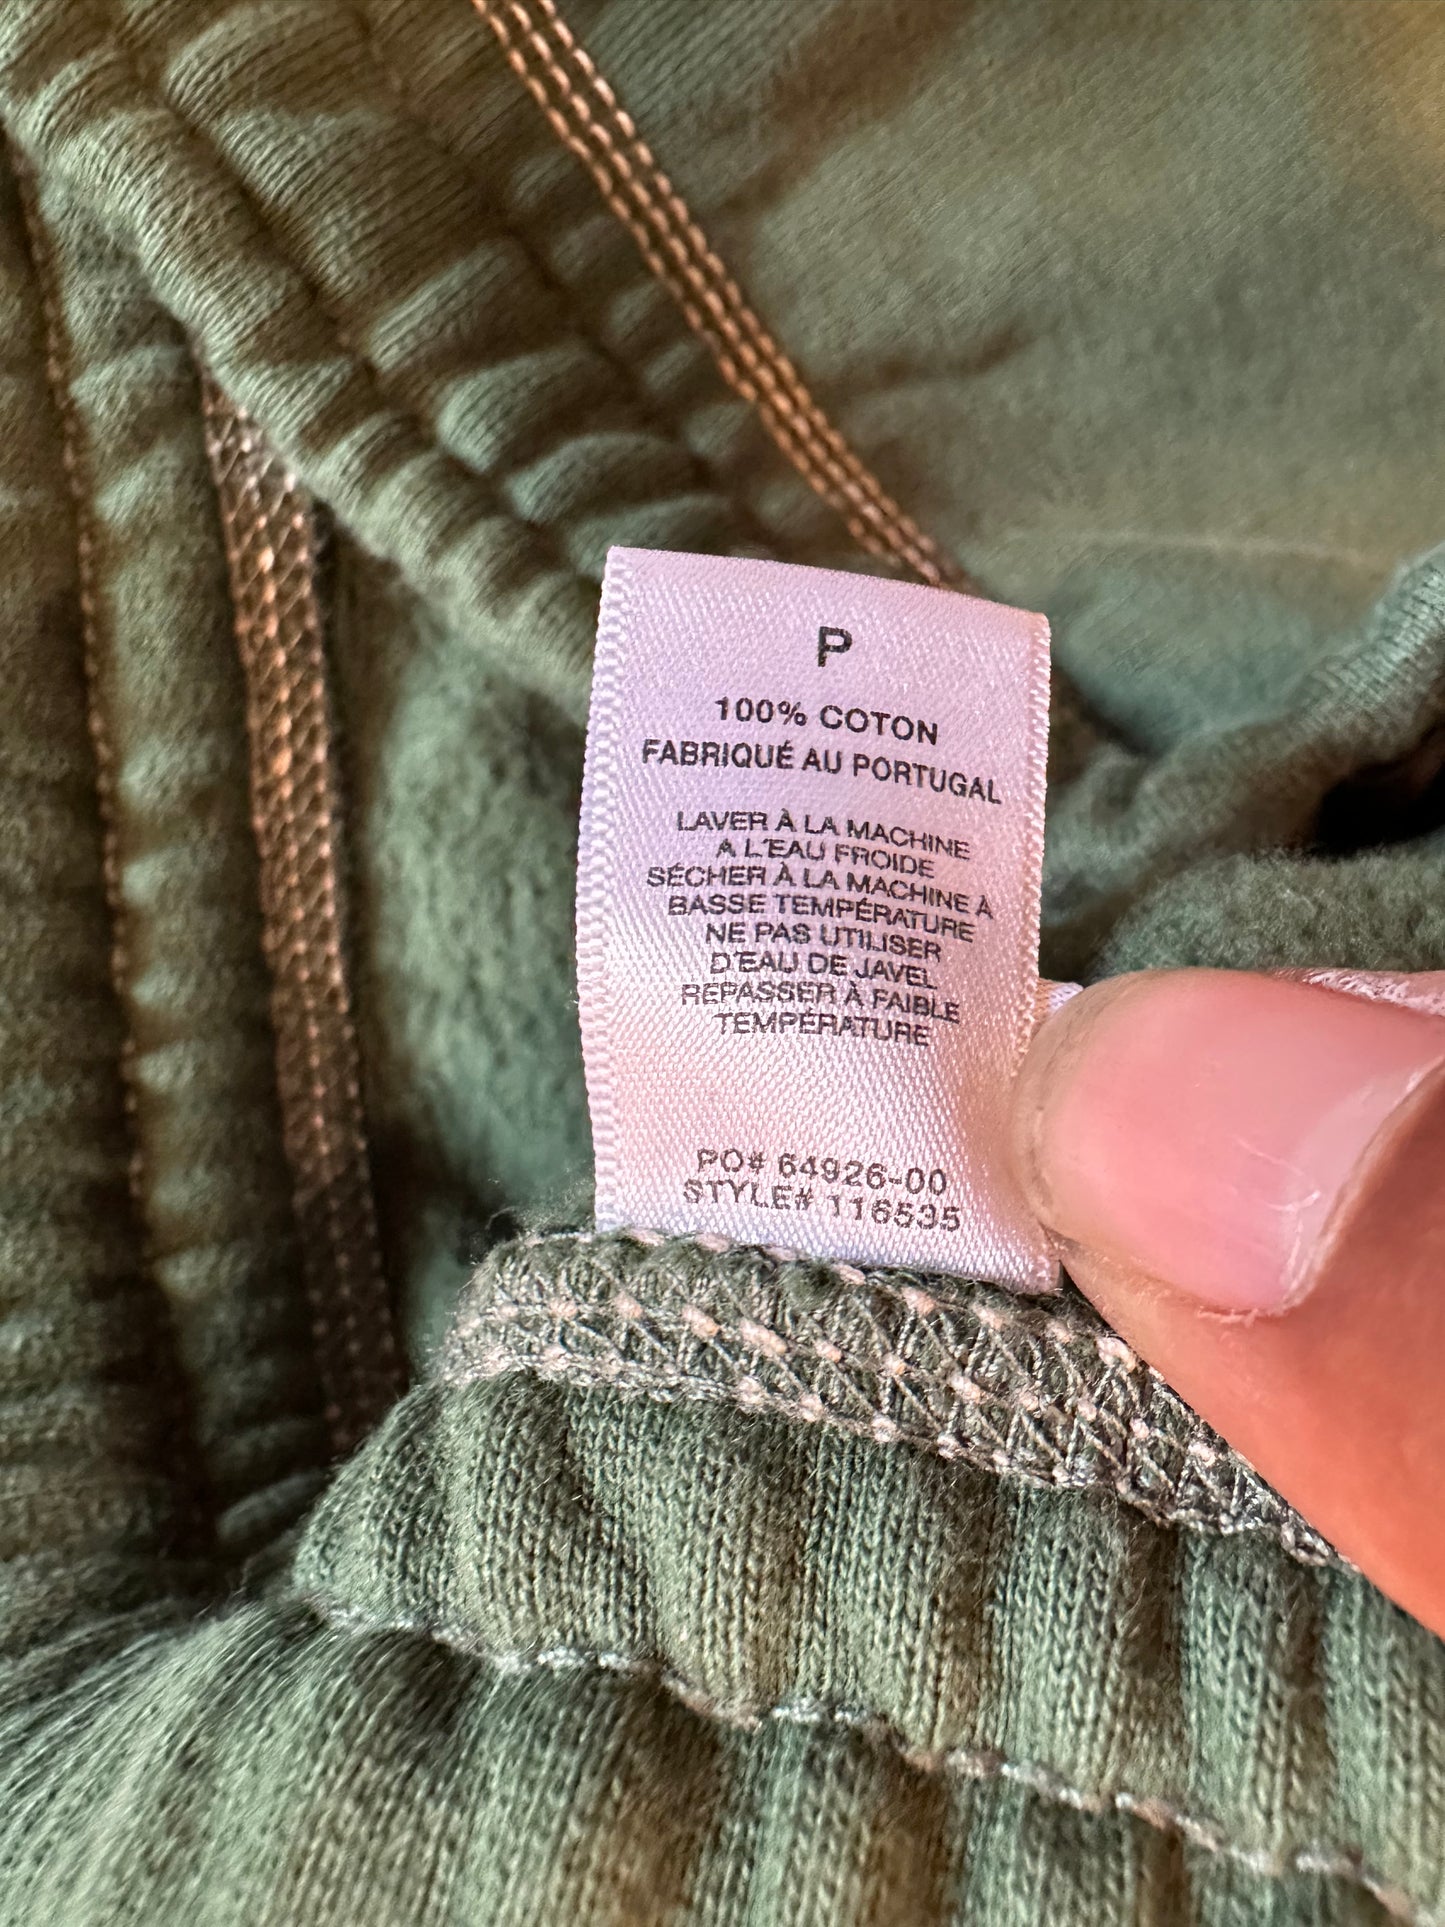 P
100% COTON
FABRIQUÉ AU PORTUGAL
LAVER À LA MACHINE
A L'EAU FROIDE
SÉCHER À LA MACHINE À
BASSE TEMPÉRATURE
NE PAS UTILISER
D'EAU DE JAVEL
REPASSER À FAIBLE
TEMPÉRATURE
PO# 64926-00
STYLE# 116535